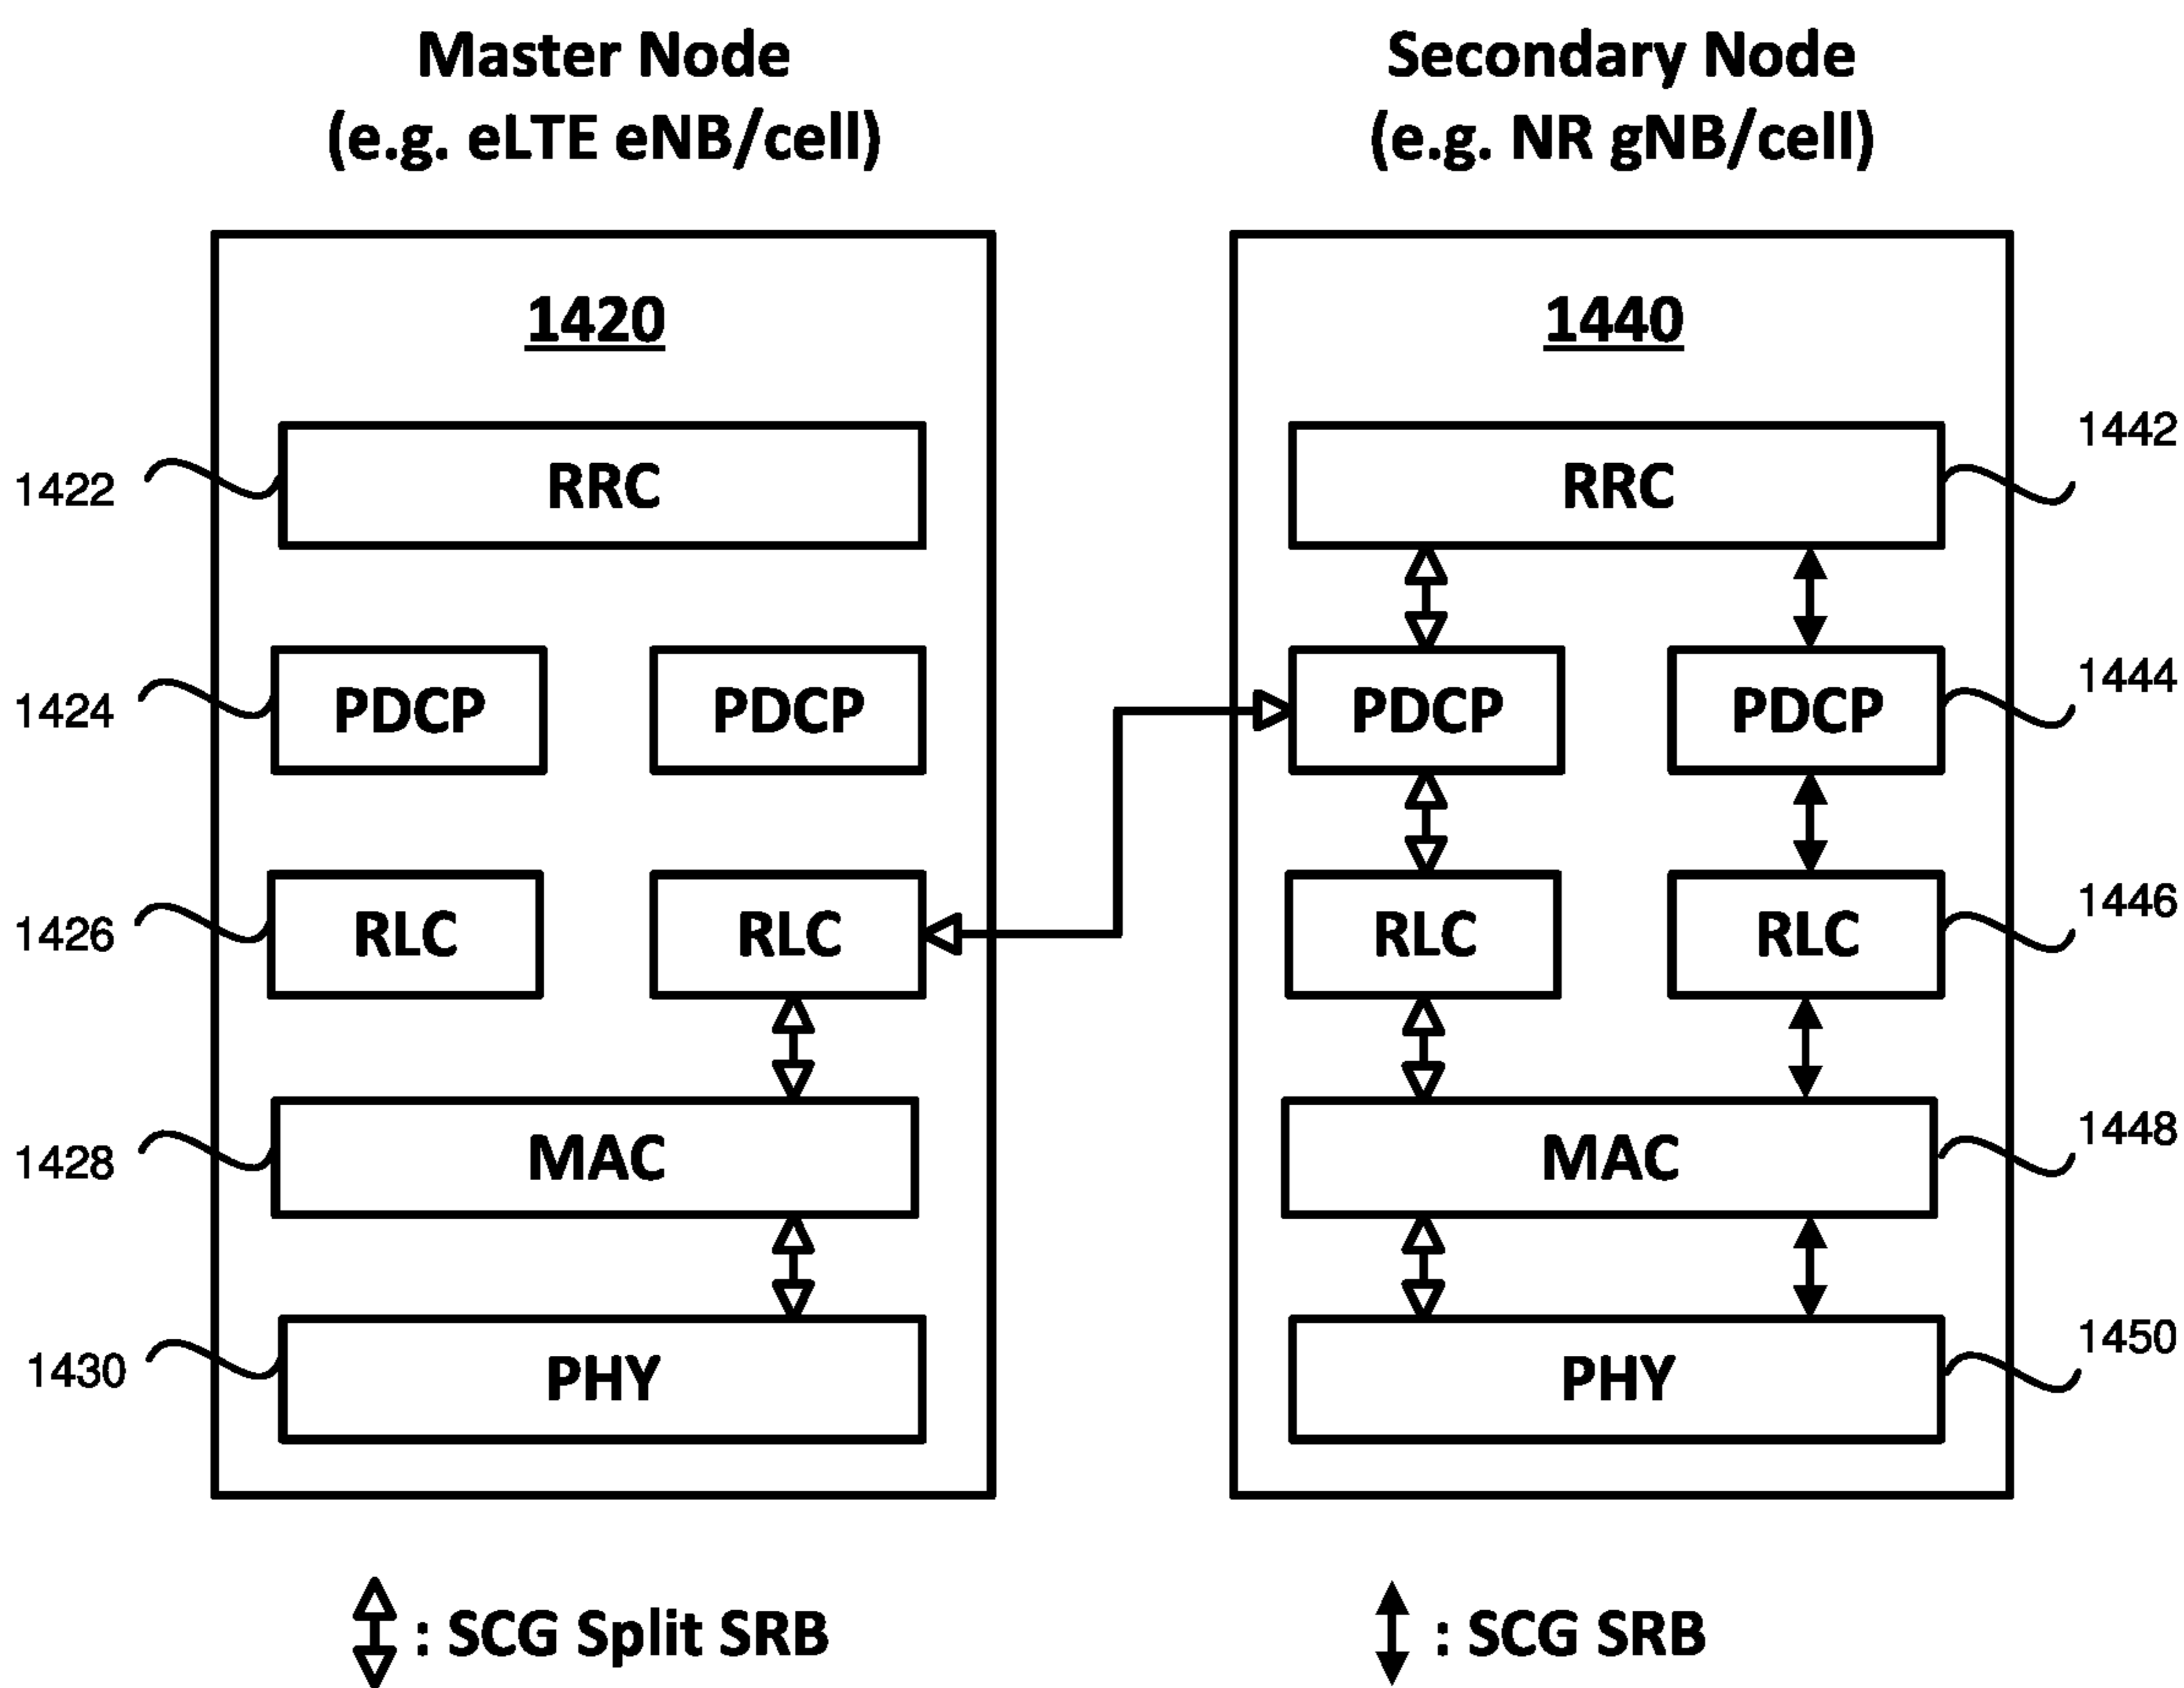 Master Node
(e.g. eLTE eNB/cell)
Secondary Node
(e.g. NR gNB/cell)
1420
1440
1422
RRC
RRC
1442
1424
PDCP
PDCP
PDCP
PDCP
1444
1426
RLC
RLC
RLC
RLC
1446
1428
MAC
MAC
1448
1430
PHY
PHY
1450
: SCG Split SRB
: SCG SRB